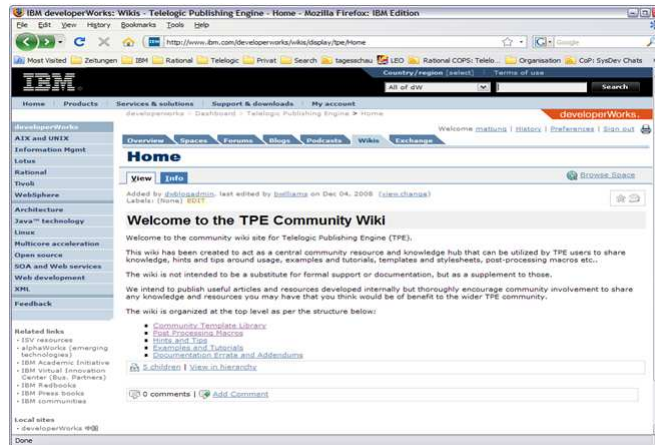 IBM developerWorks: Wikis - Telelogic Publishing Engine - Home - Mozilla Firefox: IBM Edition
File Edit View History Bookmarks Tools Help
http://www.ibm.com/developerworks/wikis/display/tpe/Home
Google
Most Visited Zeitungen IBM Rational Telelogic Privat Search tagesschau LEO Rational COPS: Telelo... Organisation CoP: SysDev Chats
Country/region [select] Terms of use
IBM
All of dW Search
Home Products Services & solutions Support & downloads My account
developerWorks > Dashboard > Telelogic Publishing Engine > Home
developerWorks.
Welcome | History | Preferences | Sign out
Overview Spaces Forums Blogs Podcasts Wikis Exchange
developerWorks
AIX and UNIX
Information Mgmt
Lotus
Rational
Tivoli
WebSphere
Architecture
Java™ technology
Linux
Multicore acceleration
Open source
SOA and Web services
Web development
XML
Feedback
Related links
ISV resources
alphaWorks (emerging technologies)
IBM Academic Initiative
IBM Virtual Innovation Center (Bus. Partners)
IBM Redbooks
IBM Press books
IBM communities
Local sites
developerWorks 中国
Home
View Info
Browse Space
Added by dwblogadmin, last edited by bwilliams on Dec 04, 2008 (view change)
Labels: (None) EDIT
Welcome to the TPE Community Wiki
Welcome to the community wiki site for Telelogic Publishing Engine (TPE).
This wiki has been created to act as a central community resource and knowledge hub that can be utilized by TPE users to share
knowledge, hints and tips around usage, examples and tutorials, templates and stylesheets, post-processing macros etc..
The wiki is not intended to be a substitute for formal support or documentation, but as a supplement to those.
We intend to publish useful articles and resources developed internally but thoroughly encourage community involvement to share
any knowledge and resources you may have that you think would be of benefit to the wider TPE community.
The wiki is organized at the top level as per the structure below:
Community Template Library
Post Processing Macros
Hints and Tips
Examples and Tutorials
Documentation Errata and Addendums
5 children | View in hierarchy
0 comments | Add Comment
Done